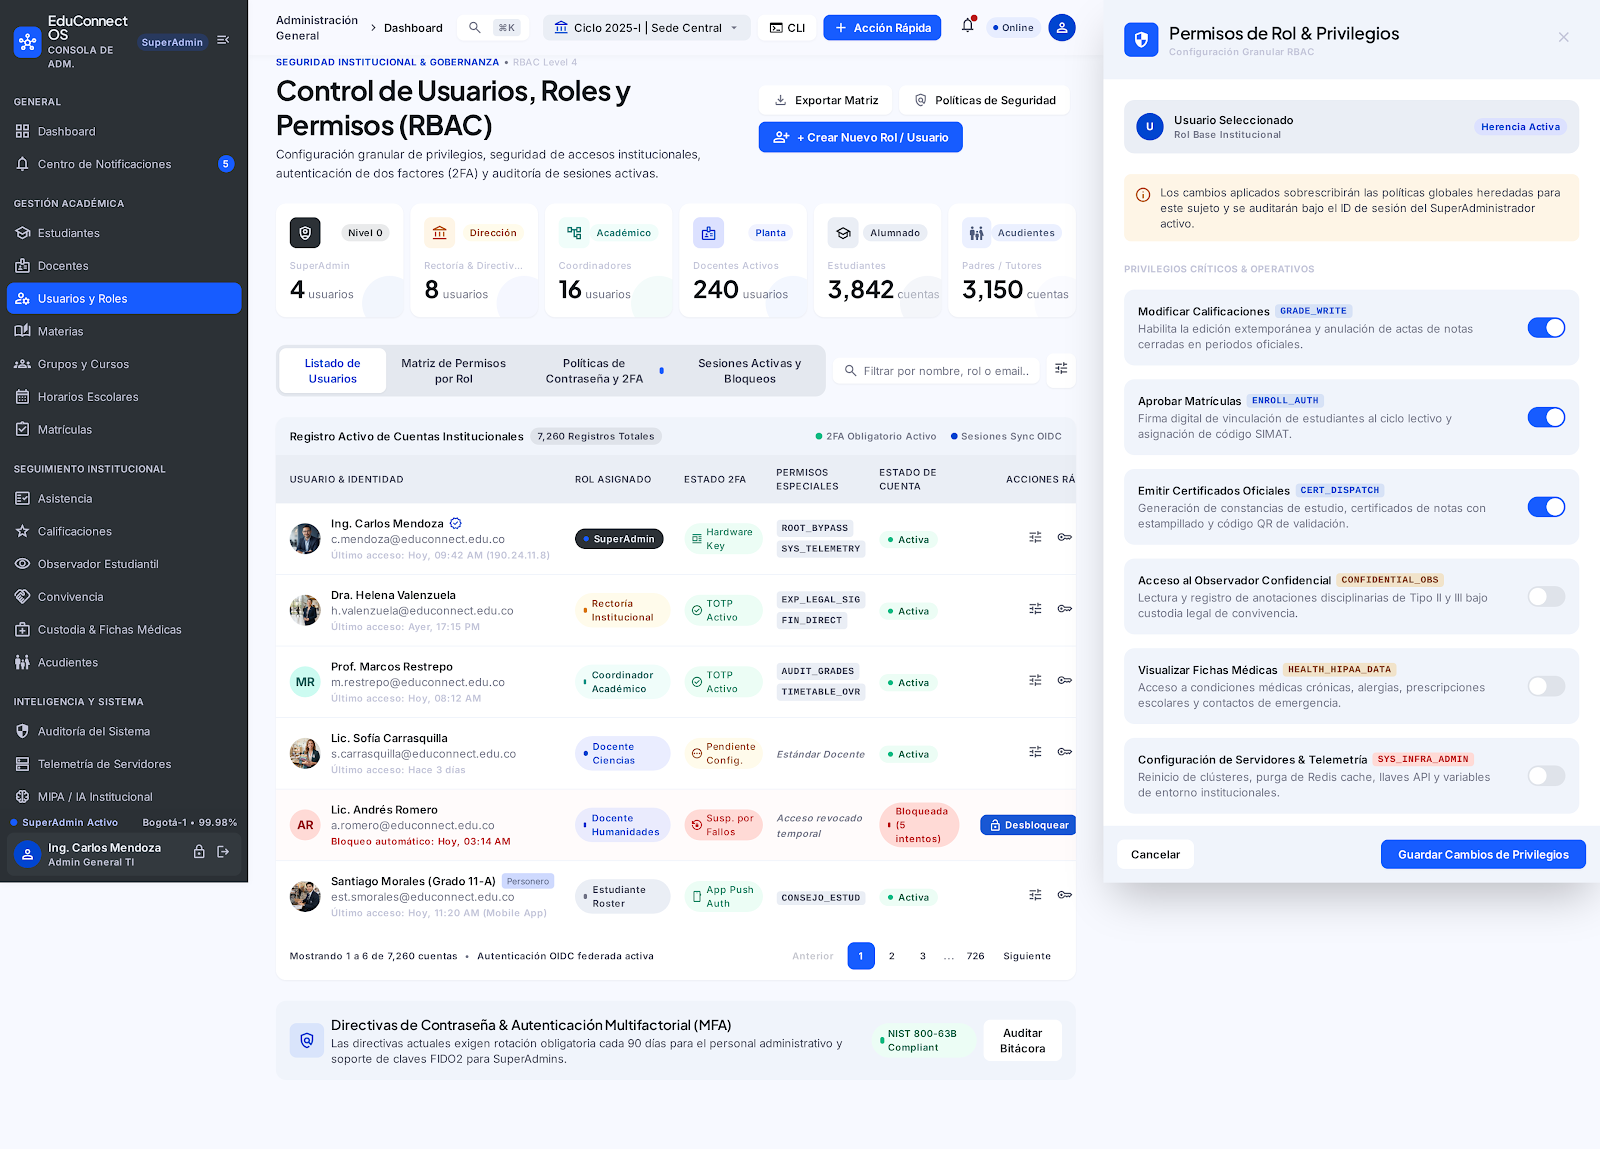 EduConnect OS
CONSOLA DE ADM.
SuperAdmin
GENERAL
Dashboard
Centro de Notificaciones
5
GESTIÓN ACADÉMICA
Estudiantes
Docentes
Usuarios y Roles
Materias
Grupos y Cursos
Horarios Escolares
Matrículas
SEGUIMIENTO INSTITUCIONAL
Asistencia
Calificaciones
Observador Estudiantil
Convivencia
Custodia & Fichas Médicas
Acudientes
INTELIGENCIA Y SISTEMA
Auditoría del Sistema
Telemetría de Servidores
MIPA / IA Institucional
SuperAdmin Activo
Bogotá-1 • 99.98%
Ing. Carlos Mendoza
Admin General TI
Administración General
Dashboard
⌘K
Ciclo 2025-I | Sede Central
CLI
Acción Rápida
Online
SEGURIDAD INSTITUCIONAL & GOBERNANZA • RBAC Level 4
Control de Usuarios, Roles y
Permisos (RBAC)
Configuración granular de privilegios, seguridad de accesos institucionales,
autenticación de dos factores (2FA) y auditoría de sesiones activas.
Exportar Matriz
Políticas de Seguridad
+ Crear Nuevo Rol / Usuario
Nivel 0
SuperAdmin
4 usuarios
Dirección
Rectoría & Directiv...
8 usuarios
Académico
Coordinadores
16 usuarios
Planta
Docentes Activos
240 usuarios
Alumnado
Estudiantes
3,842 cuentas
Acudientes
Padres / Tutores
3,150 cuentas
Listado de
Usuarios
Matriz de Permisos
por Rol
Políticas de
Contraseña y 2FA
Sesiones Activas y
Bloqueos
Filtrar por nombre, rol o email..
Registro Activo de Cuentas Institucionales
7,260 Registros Totales
2FA Obligatorio Activo
Sesiones Sync OIDC
USUARIO & IDENTIDAD
ROL ASIGNADO
ESTADO 2FA
PERMISOS ESPECIALES
ESTADO DE CUENTA
ACCIONES RÁ
Ing. Carlos Mendoza
c.mendoza@educonnect.edu.co
Último acceso: Hoy, 09:42 AM (190.24.11.8)
SuperAdmin
Hardware Key
ROOT_BYPASS
SYS_TELEMETRY
Activa
Dra. Helena Valenzuela
h.valenzuela@educonnect.edu.co
Último acceso: Ayer, 17:15 PM
Rectoría Institucional
TOTP Activo
EXP_LEGAL_SIG
FIN_DIRECT
Activa
MR
Prof. Marcos Restrepo
m.restrepo@educonnect.edu.co
Último acceso: Hoy, 08:12 AM
Coordinador Académico
TOTP Activo
AUDIT_GRADES
TIMETABLE_OVR
Activa
Lic. Sofía Carrasquilla
s.carrasquilla@educonnect.edu.co
Último acceso: Hace 3 días
Docente Ciencias
Pendiente Config.
Estándar Docente
Activa
AR
Lic. Andrés Romero
a.romero@educonnect.edu.co
Bloqueo automático: Hoy, 03:14 AM
Docente Humanidades
Susp. por Fallos
Acceso revocado temporal
Bloqueada (5 intentos)
Desbloquear
Santiago Morales (Grado 11-A)
Personero
est.smorales@educonnect.edu.co
Último acceso: Hoy, 11:20 AM (Mobile App)
Estudiante Roster
App Push Auth
CONSEJO_ESTUD
Activa
Mostrando 1 a 6 de 7,260 cuentas • Autenticación OIDC federada activa
Anterior
1
2
3
...
726
Siguiente
Directivas de Contraseña & Autenticación Multifactorial (MFA)
Las directivas actuales exigen rotación obligatoria cada 90 días para el personal administrativo y
soporte de claves FIDO2 para SuperAdmins.
NIST 800-63B
Compliant
Auditar
Bitácora
Permisos de Rol & Privilegios
Configuración Granular RBAC
U
Usuario Seleccionado
Rol Base Institucional
Herencia Activa
Los cambios aplicados sobrescribirán las políticas globales heredadas para
este sujeto y se auditarán bajo el ID de sesión del SuperAdministrador
activo.
PRIVILEGIOS CRÍTICOS & OPERATIVOS
Modificar Calificaciones GRADE_WRITE
Habilita la edición extemporánea y anulación de actas de notas
cerradas en periodos oficiales.
Aprobar Matrículas ENROLL_AUTH
Firma digital de vinculación de estudiantes al ciclo lectivo y
asignación de código SIMAT.
Emitir Certificados Oficiales CERT_DISPATCH
Generación de constancias de estudio, certificados de notas con
estampillado y código QR de validación.
Acceso al Observador Confidencial CONFIDENTIAL_OBS
Lectura y registro de anotaciones disciplinarias de Tipo II y III bajo
custodia legal de convivencia.
Visualizar Fichas Médicas HEALTH_HIPAA_DATA
Acceso a condiciones médicas crónicas, alergias, prescripciones
escolares y contactos de emergencia.
Configuración de Servidores & Telemetría SYS_INFRA_ADMIN
Reinicio de clústeres, purga de Redis cache, llaves API y variables
de entorno institucionales.
Cancelar
Guardar Cambios de Privilegios